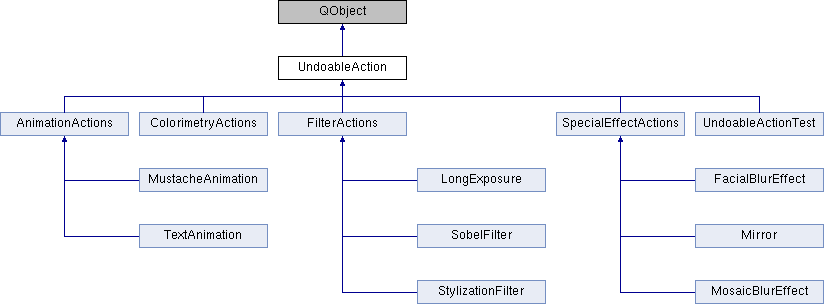 QObject
UndoableAction
AnimationActions
ColorimetryActions
FilterActions
SpecialEffectActions
UndoableActionTest
MustacheAnimation
LongExposure
FacialBlurEffect
TextAnimation
SobelFilter
Mirror
StylizationFilter
MosaicBlurEffect